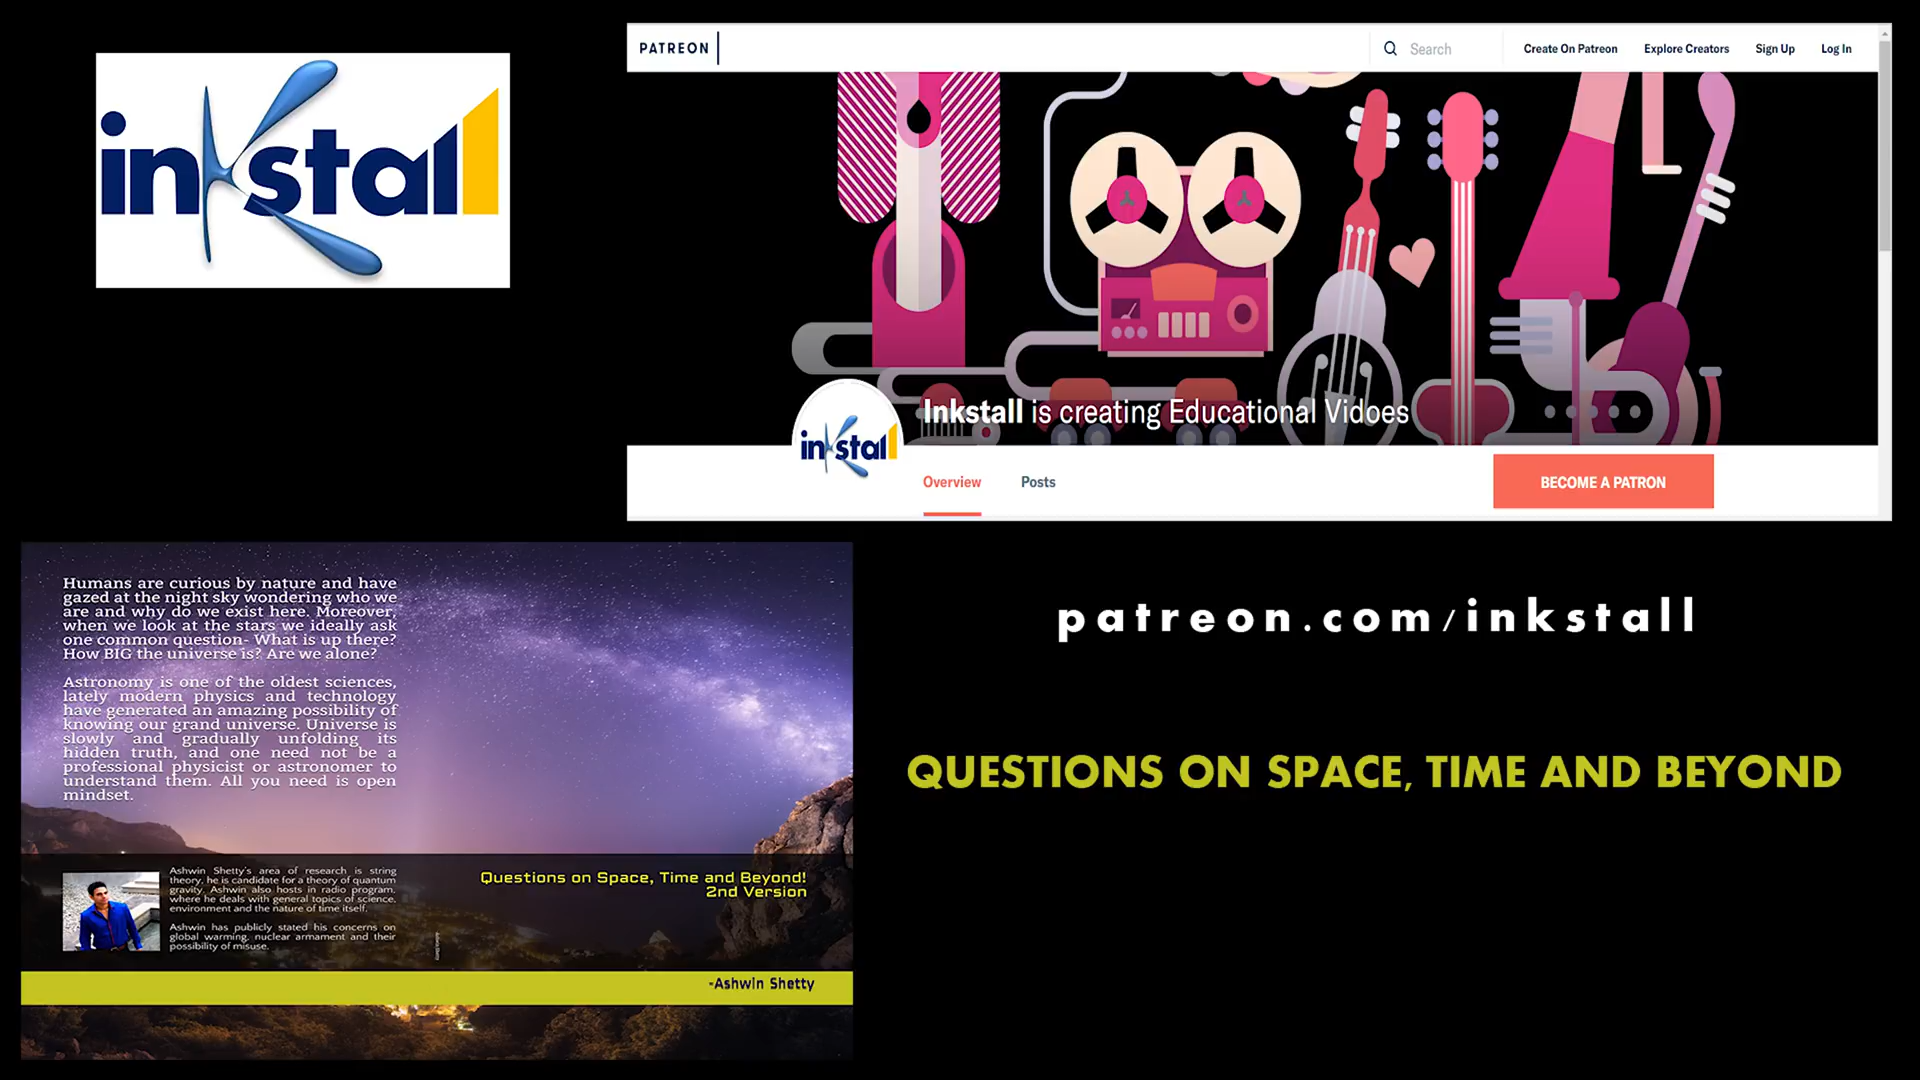 inkstall
PATREON
Search
Create On Patreon
Explore Creators
Sign Up
Log In
Inkstall is creating Educational Vidoes
inkstall
Overview
Posts
BECOME A PATRON
Humans are curious by nature and have
gazed at the night sky wondering who we
are and why do we exist here. Moreover,
when we look at the stars we ideally ask
one common question- What is up there?
How BIG the universe is? Are we alone?
Astronomy is one of the oldest sciences,
lately modern physics and technology
have generated an amazing possibility of
knowing our grand universe. Universe is
slowly and gradually unfolding its
hidden truth, and one need not be a
professional physicist or astronomer to
understand them. All you need is open
mindset.
Ashwin Shetty's area of research is string
theory, he is candidate for a theory of quantum
gravity. Ashwin also hosts in radio program,
where he deals with general topics of science,
environment and the nature of time itself.
Ashwin has publicly stated his concerns on
global warming, nuclear armament and their
possibility of misuse.
Questions on Space, Time and Beyond!
2nd Version
-Ashwin Shetty
patreon.com/inkstall
QUESTIONS ON SPACE, TIME AND BEYOND